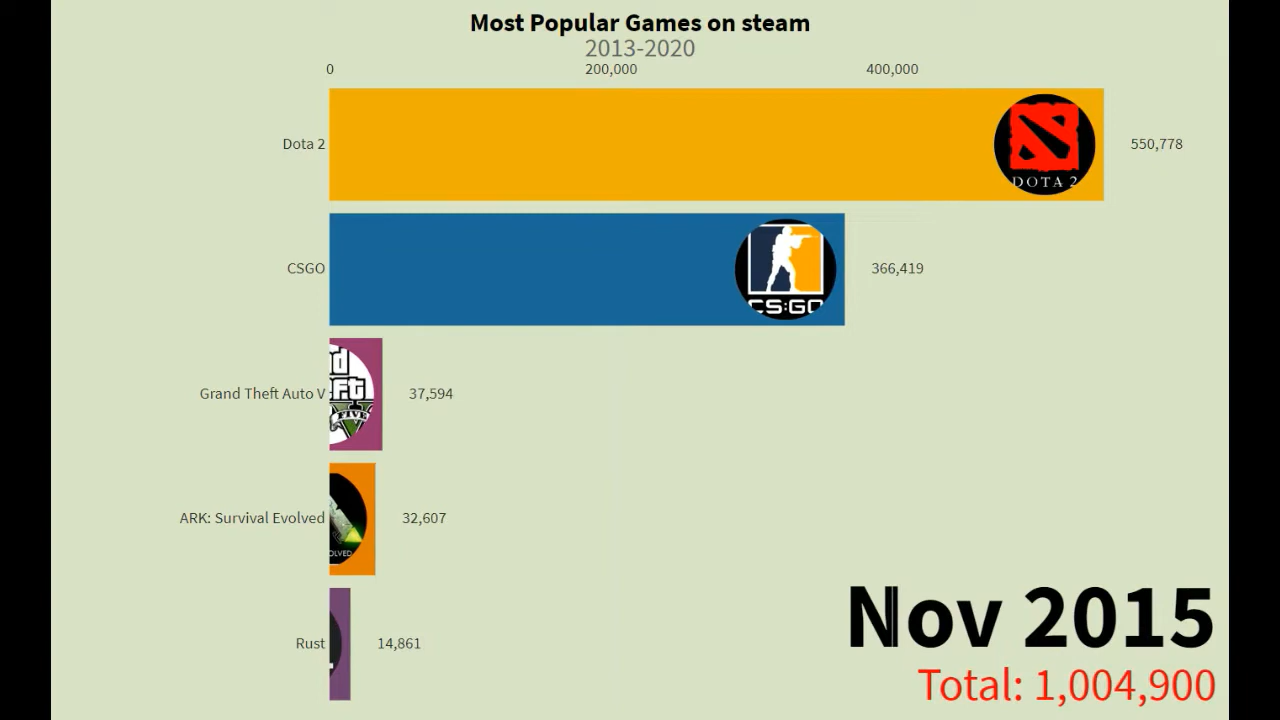 Most Popular Games on steam
2013-2020
0 200,000 400,000
Dota 2 DOTA 2 550,778
CSGO CS:GO 366,419
Grand Theft Auto V FIVE 37,594
ARK: Survival Evolved 32,607
Rust 14,861
Nov 2015
Total: 1,004,900